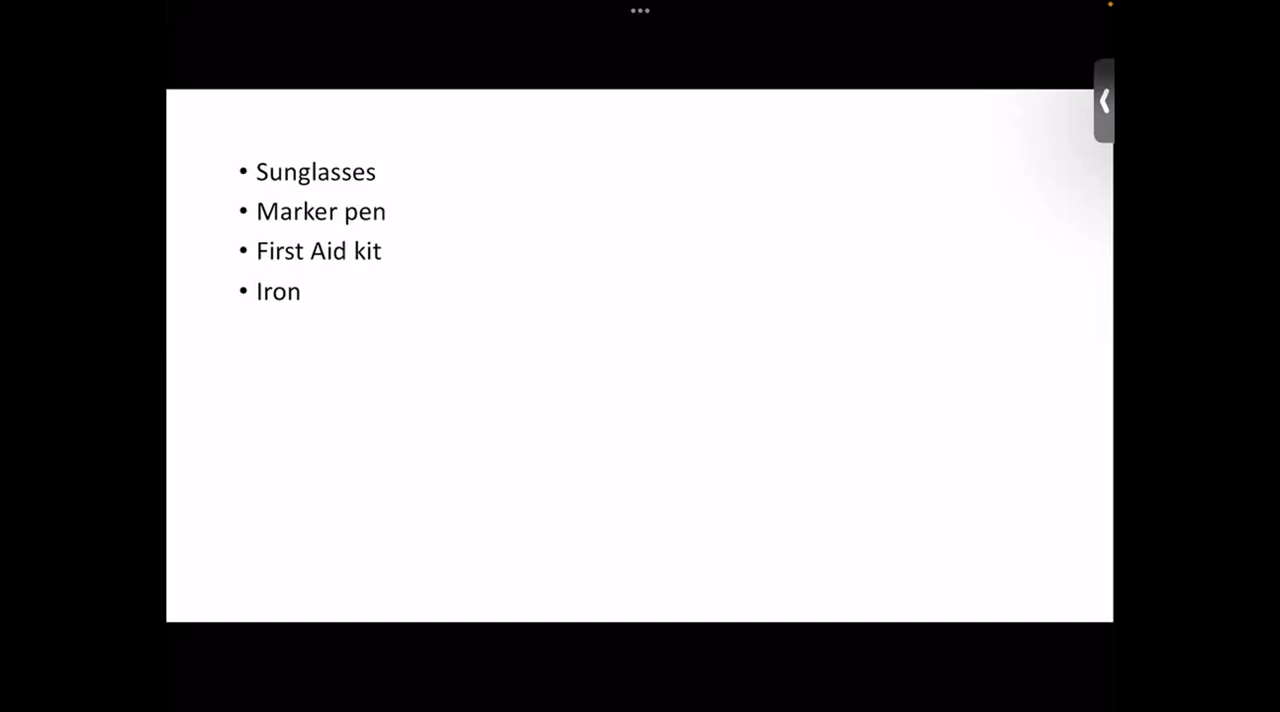 • Sunglasses
• Marker pen
• First Aid kit
• Iron